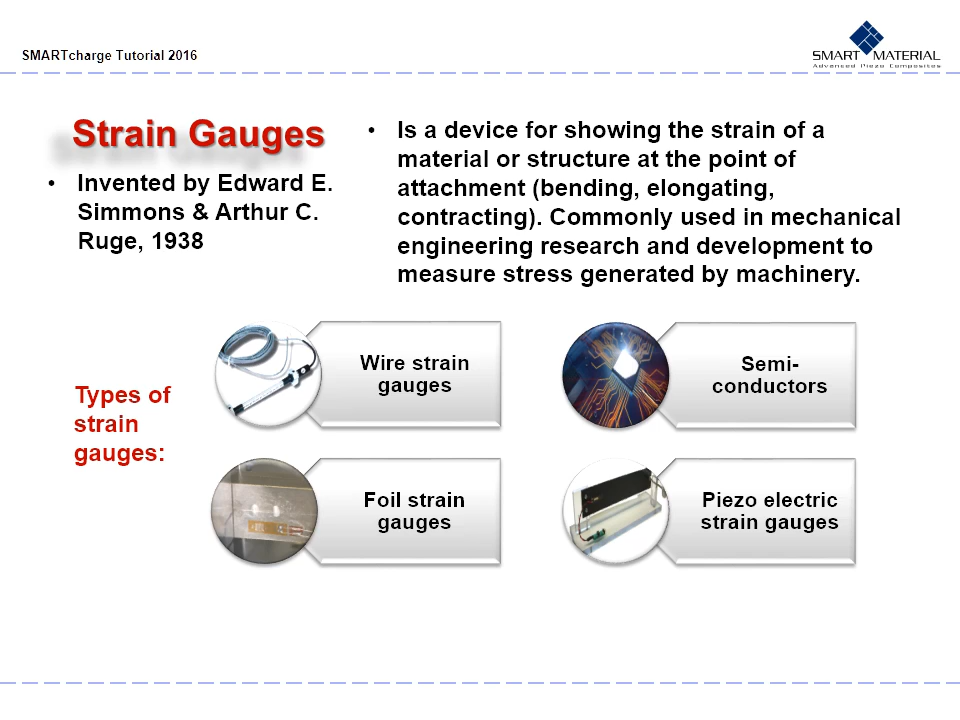 SMARTcharge Tutorial 2016
SMART MATERIAL
Advanced Piezo Composites
Strain Gauges
• Invented by Edward E.
Simmons & Arthur C.
Ruge, 1938
• Is a device for showing the strain of a
material or structure at the point of
attachment (bending, elongating,
contracting). Commonly used in mechanical
engineering research and development to
measure stress generated by machinery.
Types of
strain
gauges:
Wire strain
gauges
Semi-
conductors
Foil strain
gauges
Piezo electric
strain gauges